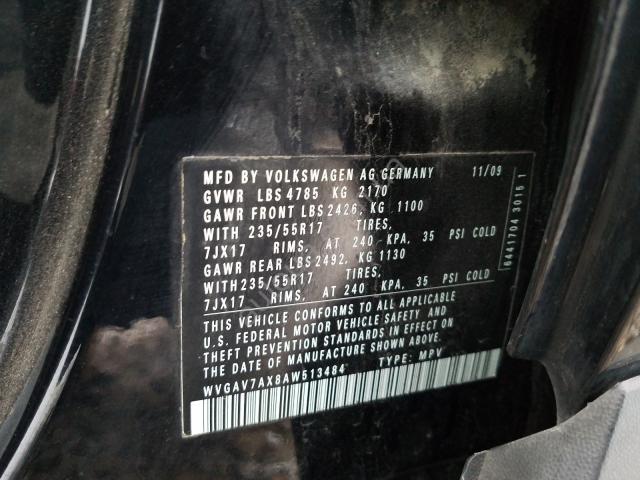 MFD BY VOLKSWAGEN AG GERMANY 11/09
GVWR LBS 4785 KG 2170
GAWR FRONT LBS 2426, KG 1100
WITH 235/55R17 TIRES,
7JX17 RIMS, AT 240 KPA, 35 PSI COLD
GAWR REAR LBS 2492, KG 1130
WITH 235/55R17 TIRES,
7JX17 RIMS, AT 240 KPA, 35 PSI COLD
THIS VEHICLE CONFORMS TO ALL APPLICABLE
U.S. FEDERAL MOTOR VEHICLE SAFETY AND
THEFT PREVENTION STANDARDS IN EFFECT ON
THE DATE OF MANUFACTURE SHOWN ABOVE.
WVGAV7AX8AW513484 TYPE: MPV
6441704 3015 1